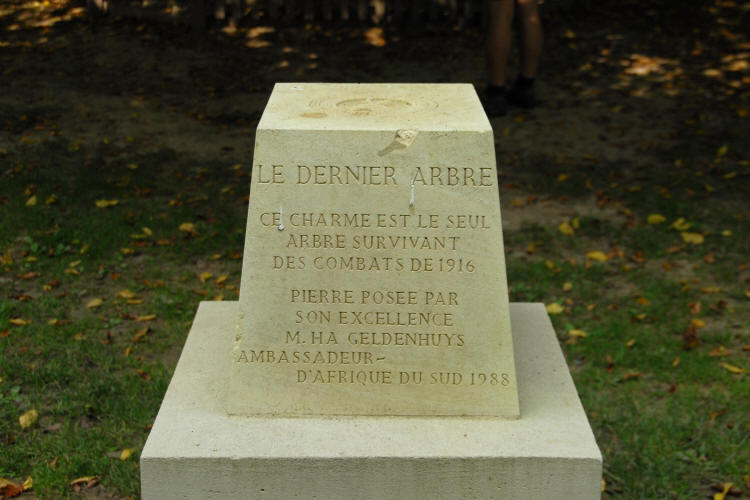 LE DERNIER ARBRE
CE CHARME EST LE SEUL
ARBRE SURVIVANT
DES COMBATS DE 1916
PIERRE POSEE PAR
SON EXCELLENCE
M. HA GELDENHUYS
AMBASSADEUR-
D'AFRIQUE DU SUD 1988